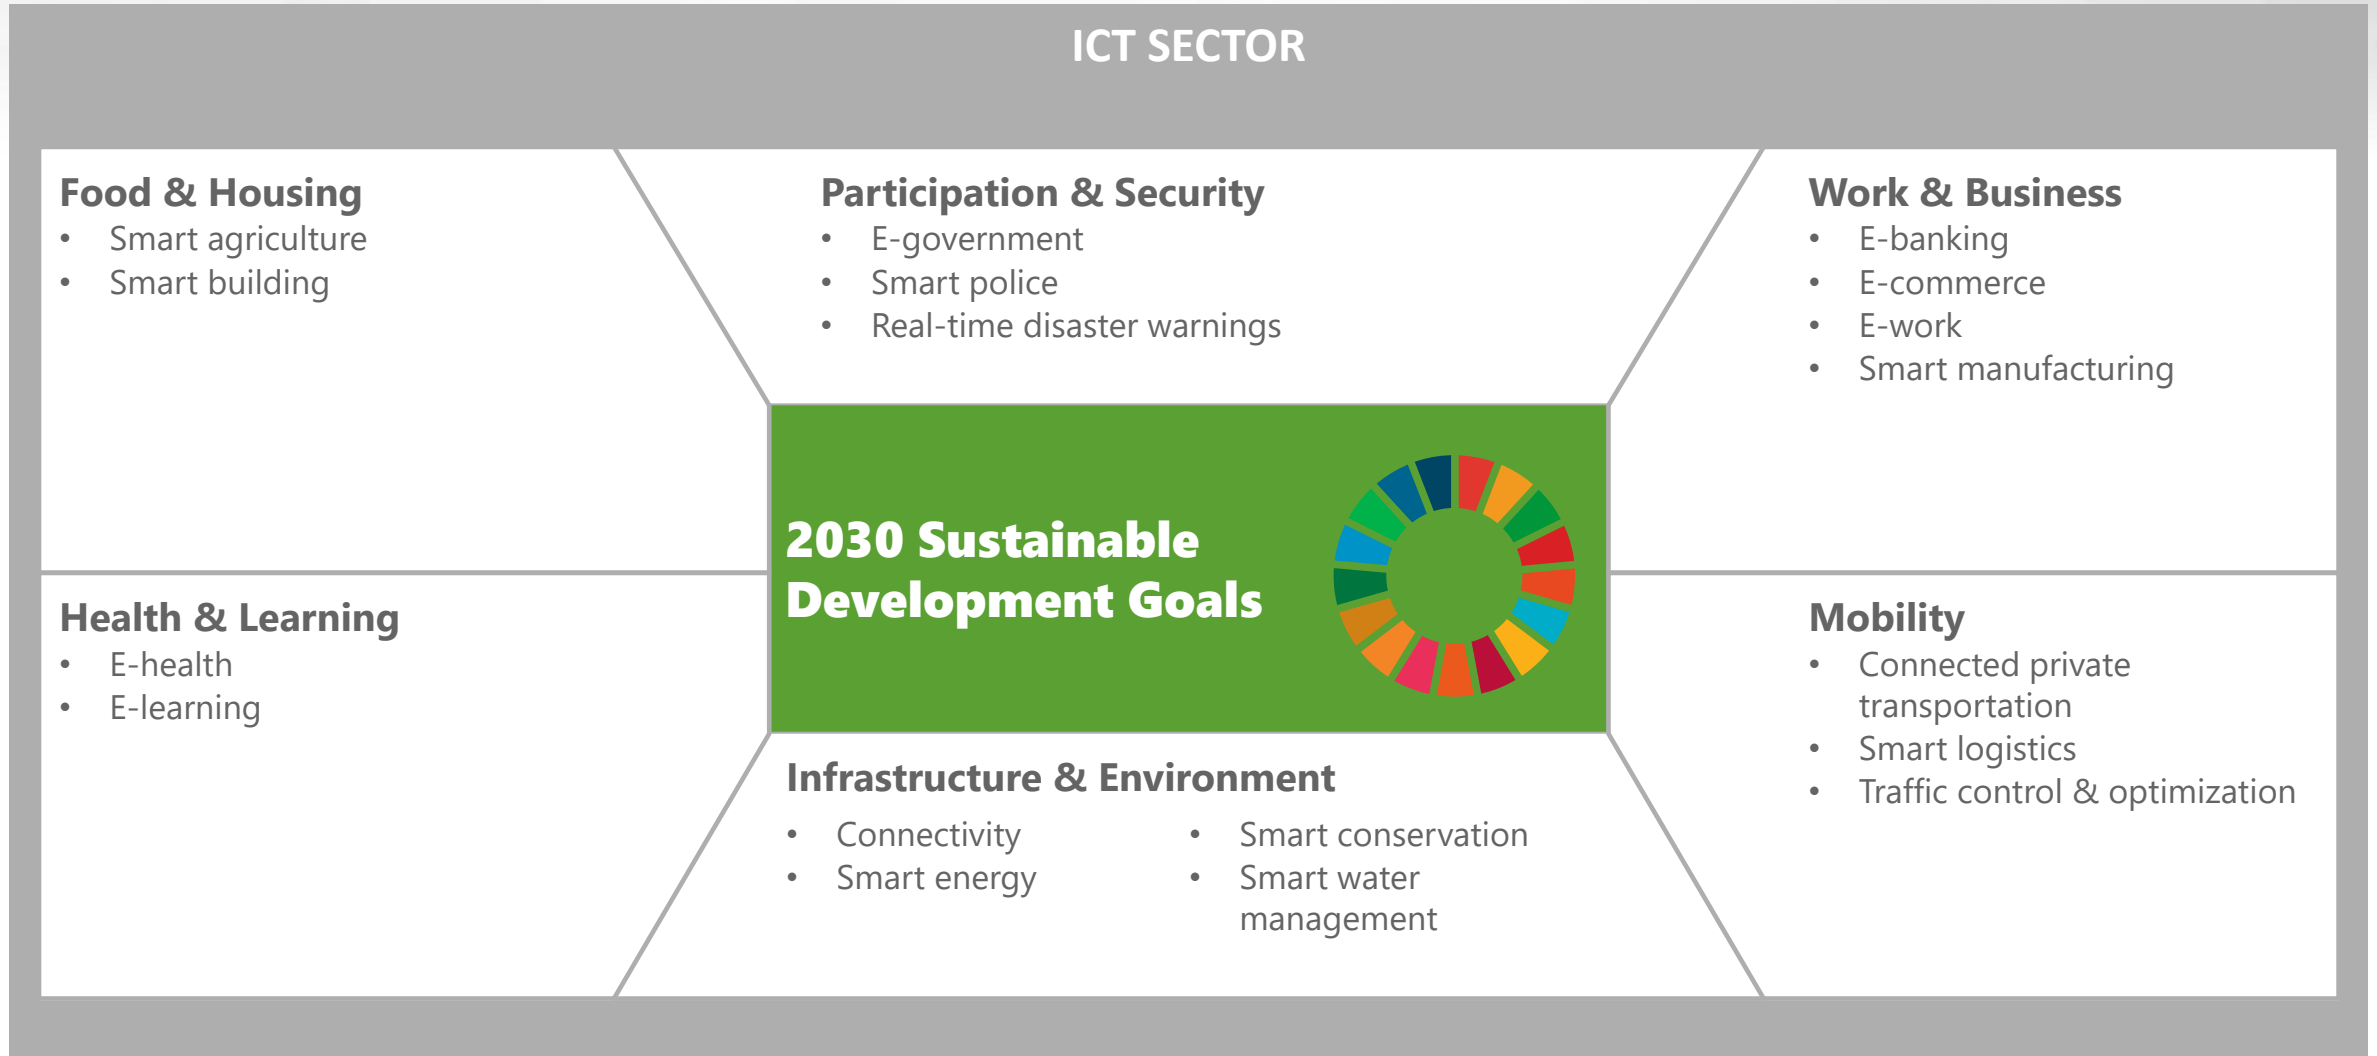 ICT SECTOR
Food & Housing
• Smart agriculture
• Smart building
Participation & Security
• E-government
• Smart police
• Real-time disaster warnings
Work & Business
• E-banking
• E-commerce
• E-work
• Smart manufacturing
2030 Sustainable
Development Goals
Health & Learning
• E-health
• E-learning
Infrastructure & Environment
• Connectivity
• Smart energy
• Smart conservation
• Smart water
management
Mobility
• Connected private
transportation
• Smart logistics
• Traffic control & optimization